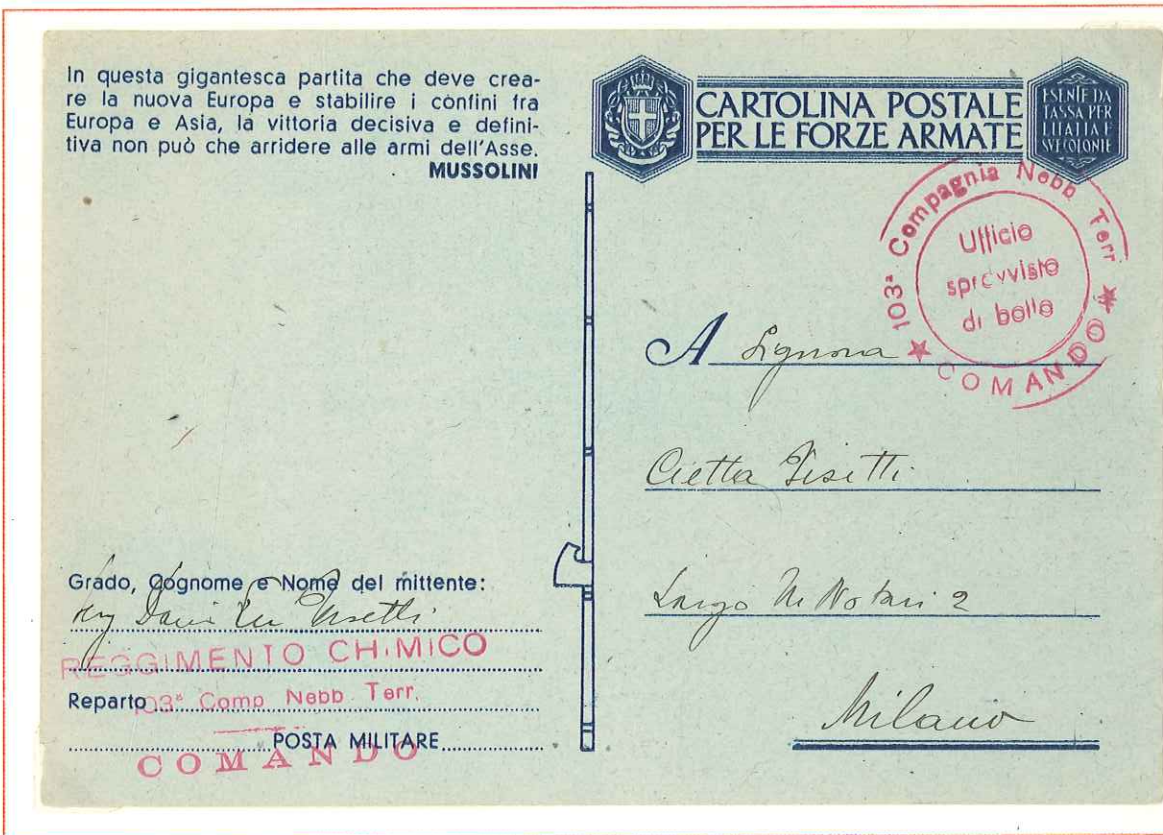 In questa gigantesca partita che deve crea-
re la nuova Europa e stabilire i confini fra
Europa e Asia, la vittoria decisiva e defini-
tiva non può che arridere alle armi dell'Asse.
MUSSOLINI
CARTOLINA POSTALE
PER LE FORZE ARMATE
ESENTE DA
TASSA PER
L'ITALIA E
SVE COLONIE
103ª Compagnia Nebb Terr
COMANDO
Ufficio
sprovvisto
di bollo
A Signora
Cietta
Largo Notari 2
Milano
Grado, Cognome e Nome del mittente:
REGGIMENTO CHIMICO
Reparto
103ª Comp Nebb Terr.
POSTA MILITARE
COMANDO